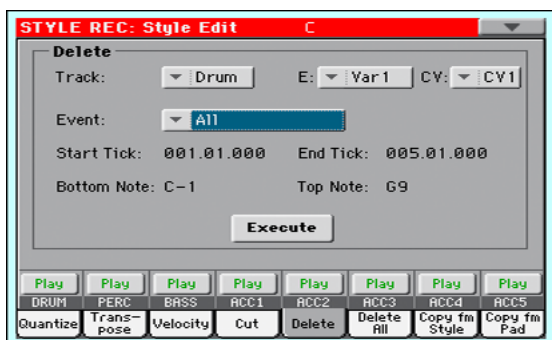 STYLE REC: Style Edit C
Delete
Track: Drum E: Var1 CV: CV1
Event: All
Start Tick: 001.01.000 End Tick: 005.01.000
Bottom Note: C-1 Top Note: G9
Execute
Play Play Play Play Play Play Play Play
DRUM PERC BASS ACC1 ACC2 ACC3 ACC4 ACC5
Quantize Trans- Velocity Cut Delete Delete Copy fm Copy fm
pose All Style Pad